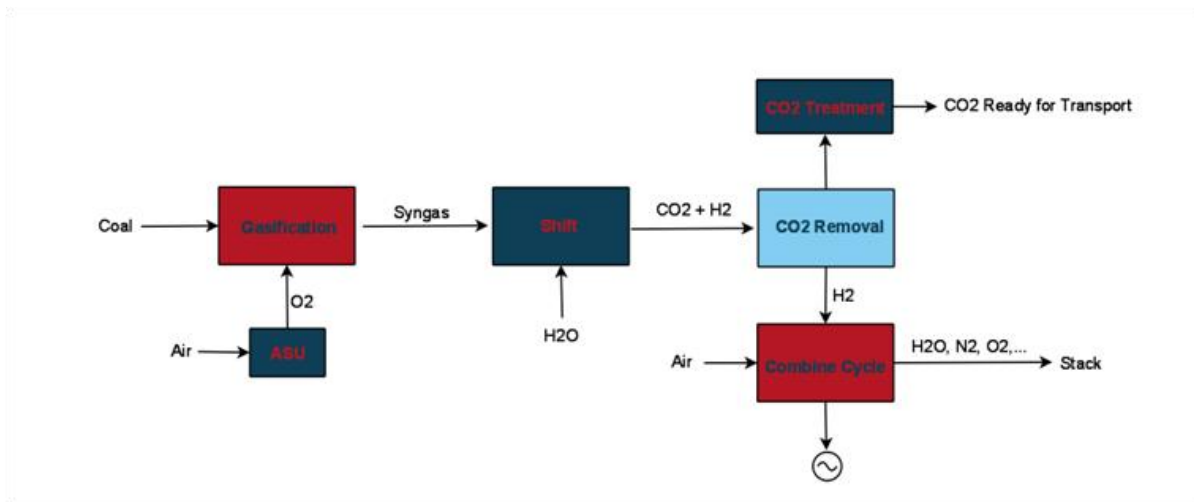 CO2 Treatment
CO2 Ready for Transport
Coal
Gasification
Syngas
Shift
CO2 + H2
CO2 Removal
O2
H2
Air
ASU
H2O
Air
Combine Cycle
H2O, N2, O2,...
Stack